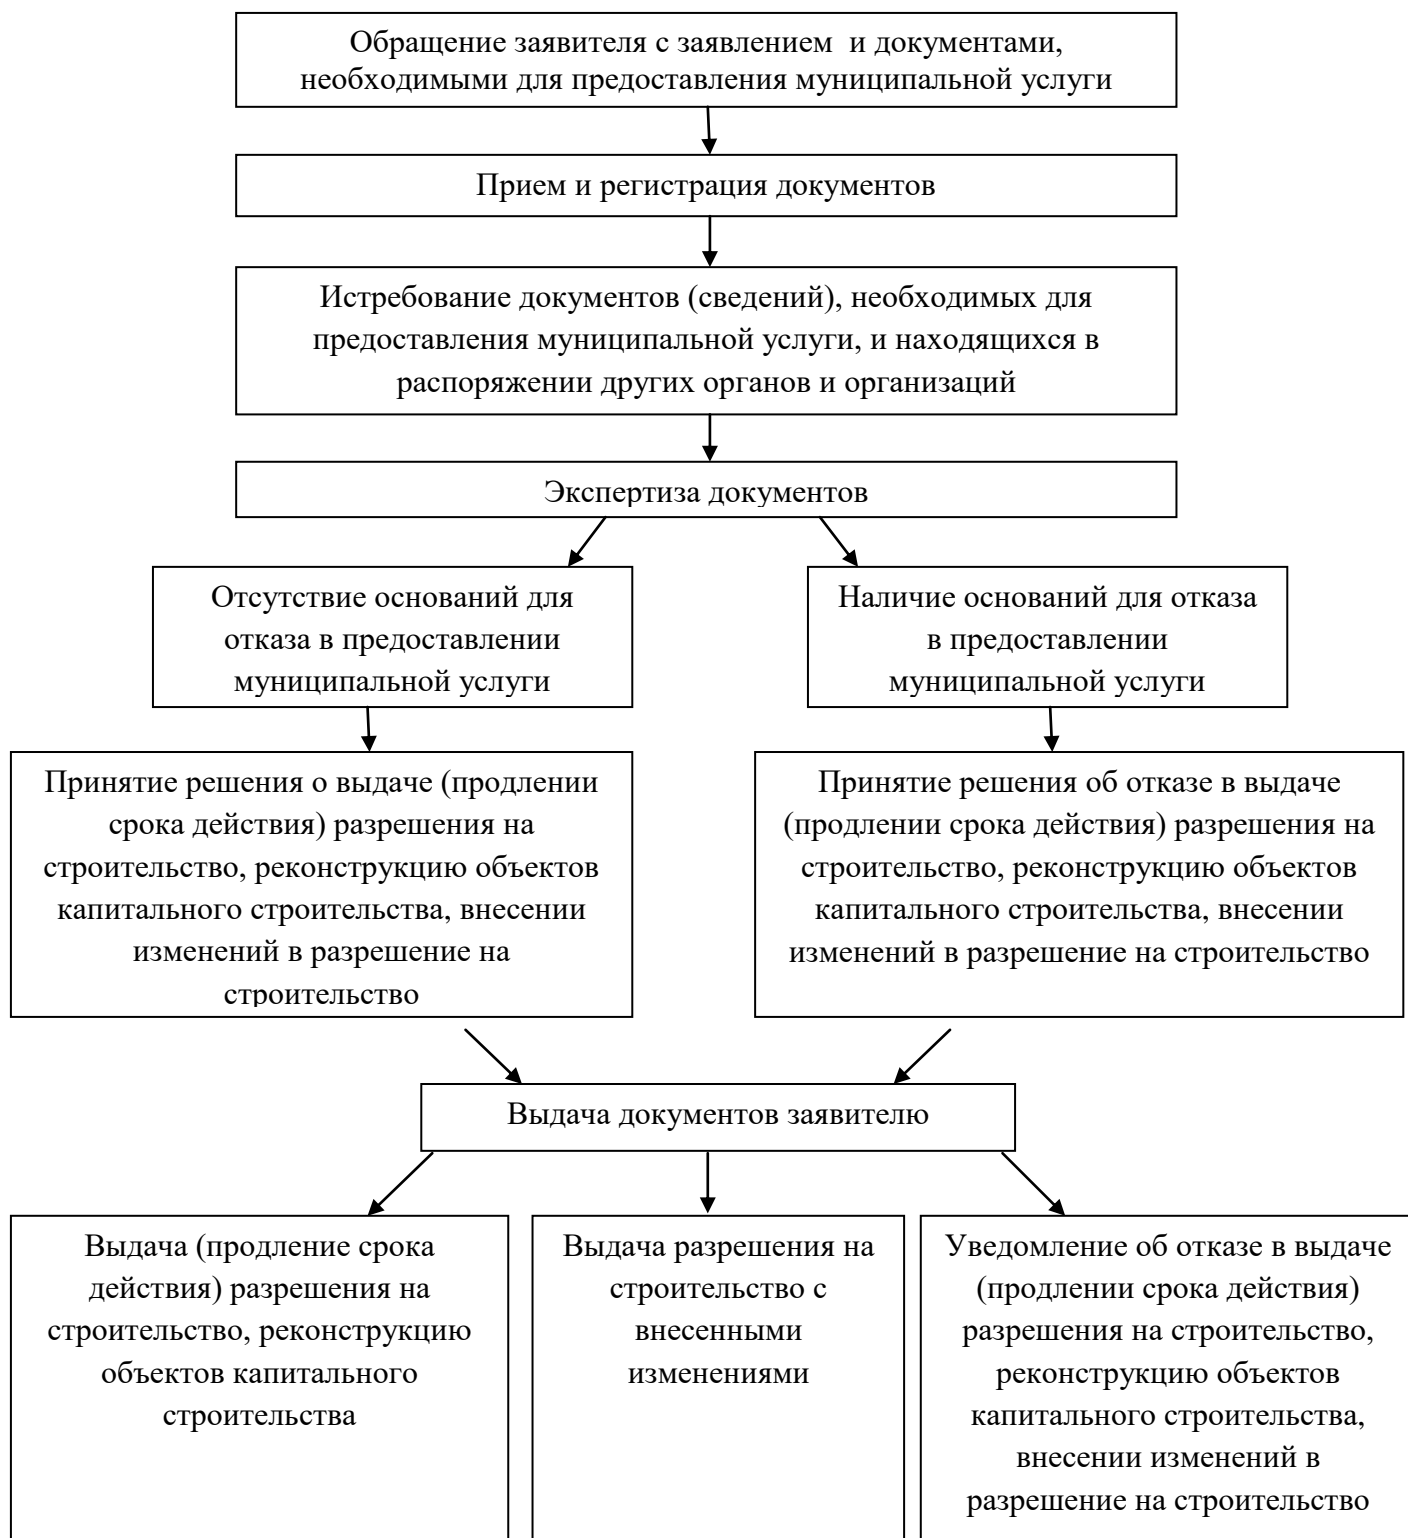 Обращение заявителя с заявлением  и документами,
необходимыми для предоставления муниципальной услуги
Прием и регистрация документов
Истребование документов (сведений), необходимых для
предоставления муниципальной услуги, и находящихся в
распоряжении других органов и организаций
Экспертиза документов
Отсутствие оснований для
отказа в предоставлении
муниципальной услуги
Наличие оснований для отказа
в предоставлении
муниципальной услуги
Принятие решения о выдаче (продлении
срока действия) разрешения на
строительство, реконструкцию объектов
капитального строительства, внесении
изменений в разрешение на
строительство
Принятие решения об отказе в выдаче
(продлении срока действия) разрешения на
строительство, реконструкцию объектов
капитального строительства, внесении
изменений в разрешение на строительство
Выдача документов заявителю
Выдача (продление срока
действия) разрешения на
строительство, реконструкцию
объектов капитального
строительства
Выдача разрешения на
строительство с
внесенными
изменениями
Уведомление об отказе в выдаче
(продлении срока действия)
разрешения на строительство,
реконструкцию объектов
капитального строительства,
внесении изменений в
разрешение на строительство